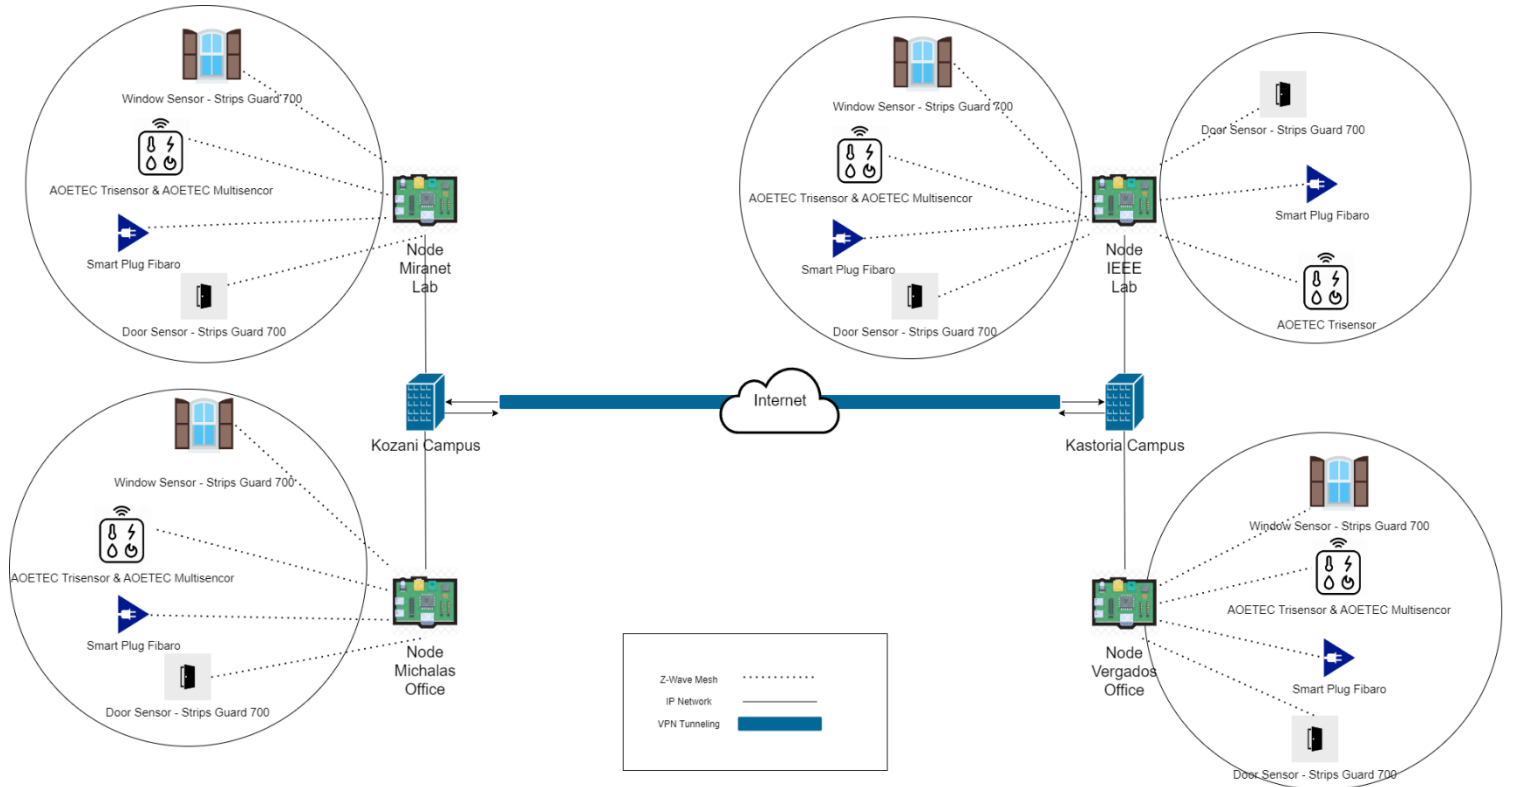 Window Sensor - Strips Guard 700
AOETEC Trisensor & AOETEC Multisencor
Smart Plug Fibaro
Door Sensor - Strips Guard 700
Node
Miranet
Lab
Window Sensor - Strips Guard 700
AOETEC Trisensor & AOETEC Multisencor
Smart Plug Fibaro
Door Sensor - Strips Guard 700
Node
IEEE
Lab
Door Sensor - Strips Guard 700
Smart Plug Fibaro
AOETEC Trisensor
Kozani Campus
Internet
Kastoria Campus
Window Sensor - Strips Guard 700
AOETEC Trisensor & AOETEC Multisencor
Smart Plug Fibaro
Door Sensor - Strips Guard 700
Node
Michalas
Office
Z-Wave Mesh
IP Network
VPN Tunneling
Node
Vergados
Office
Window Sensor - Strips Guard 700
AOETEC Trisensor & AOETEC Multisencor
Smart Plug Fibaro
Door Sensor - Strips Guard 700